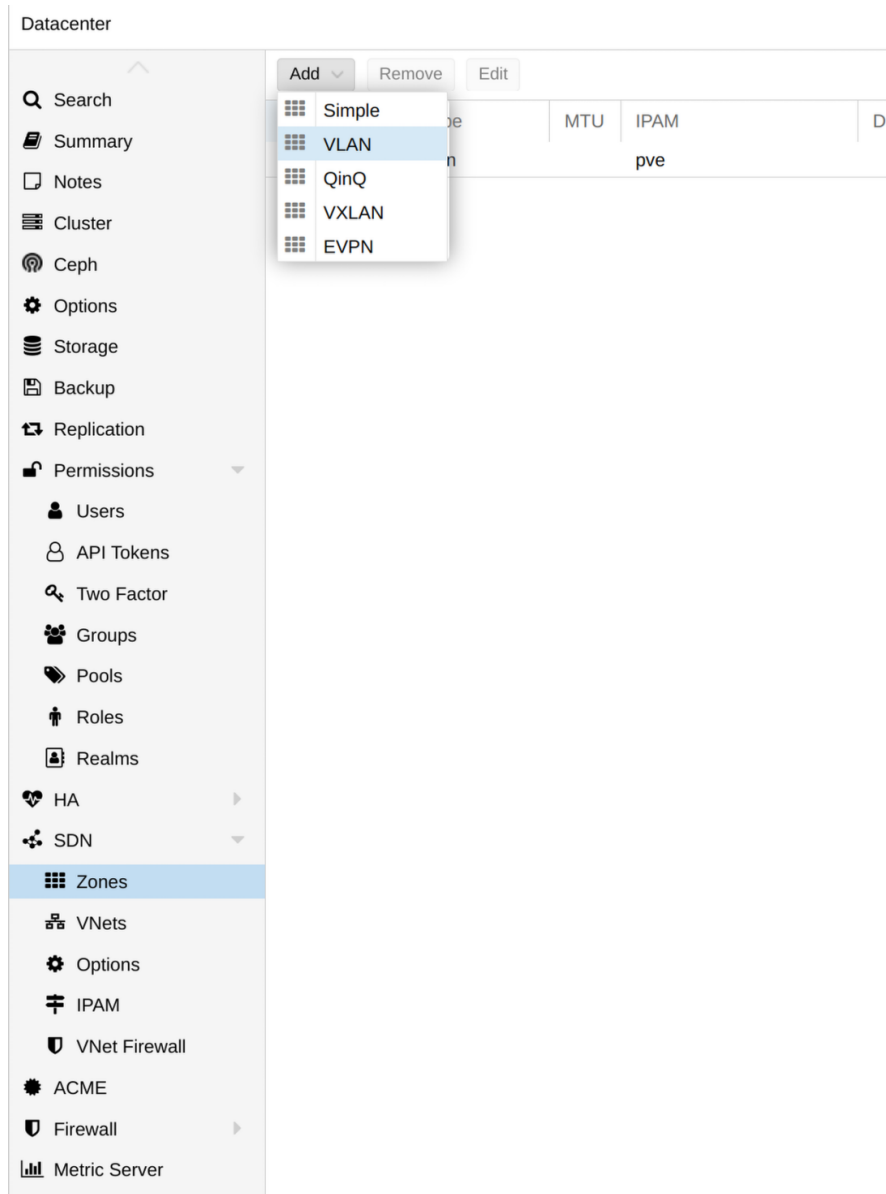 Datacenter
Search
Summary
Notes
Cluster
Ceph
Options
Storage
Backup
Replication
Permissions
Users
API Tokens
Two Factor
Groups
Pools
Roles
Realms
HA
SDN
Zones
VNets
Options
IPAM
VNet Firewall
ACME
Firewall
Metric Server
Add Remove Edit
Simple
VLAN
QinQ
VXLAN
EVPN
MTU IPAM
pve